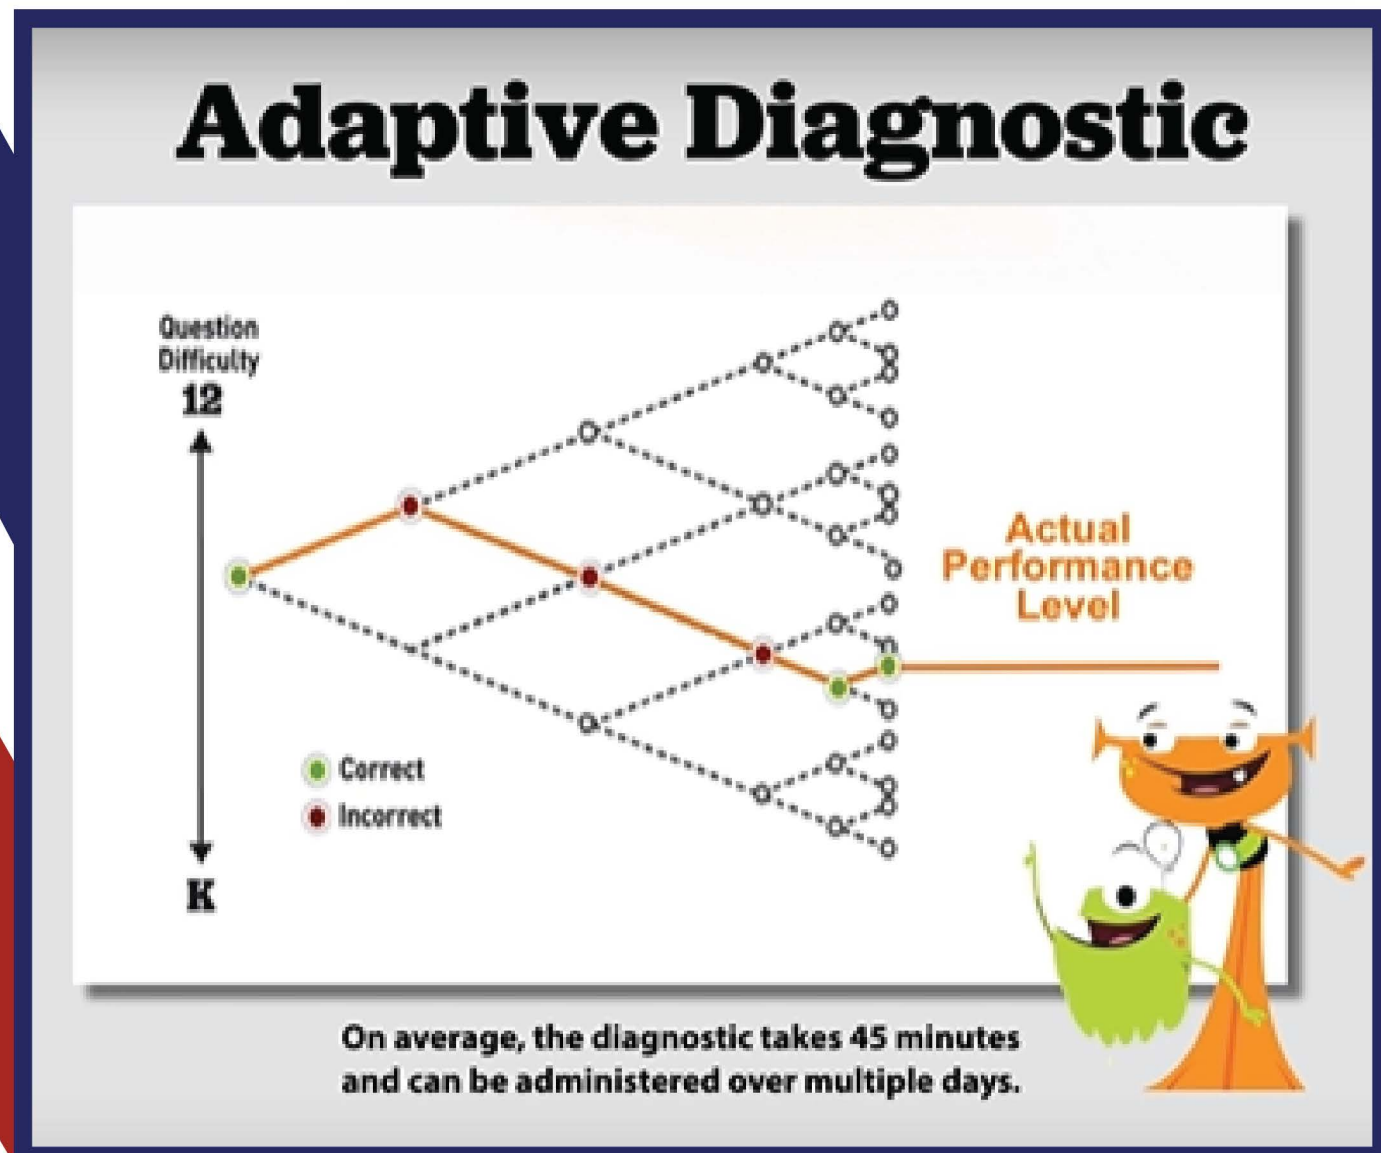 Adaptive Diagnostic
Question
Difficulty
12
Actual
Performance
Level
Correct
Incorrect
K
On average, the diagnostic takes 45 minutes
and can be administered over multiple days.